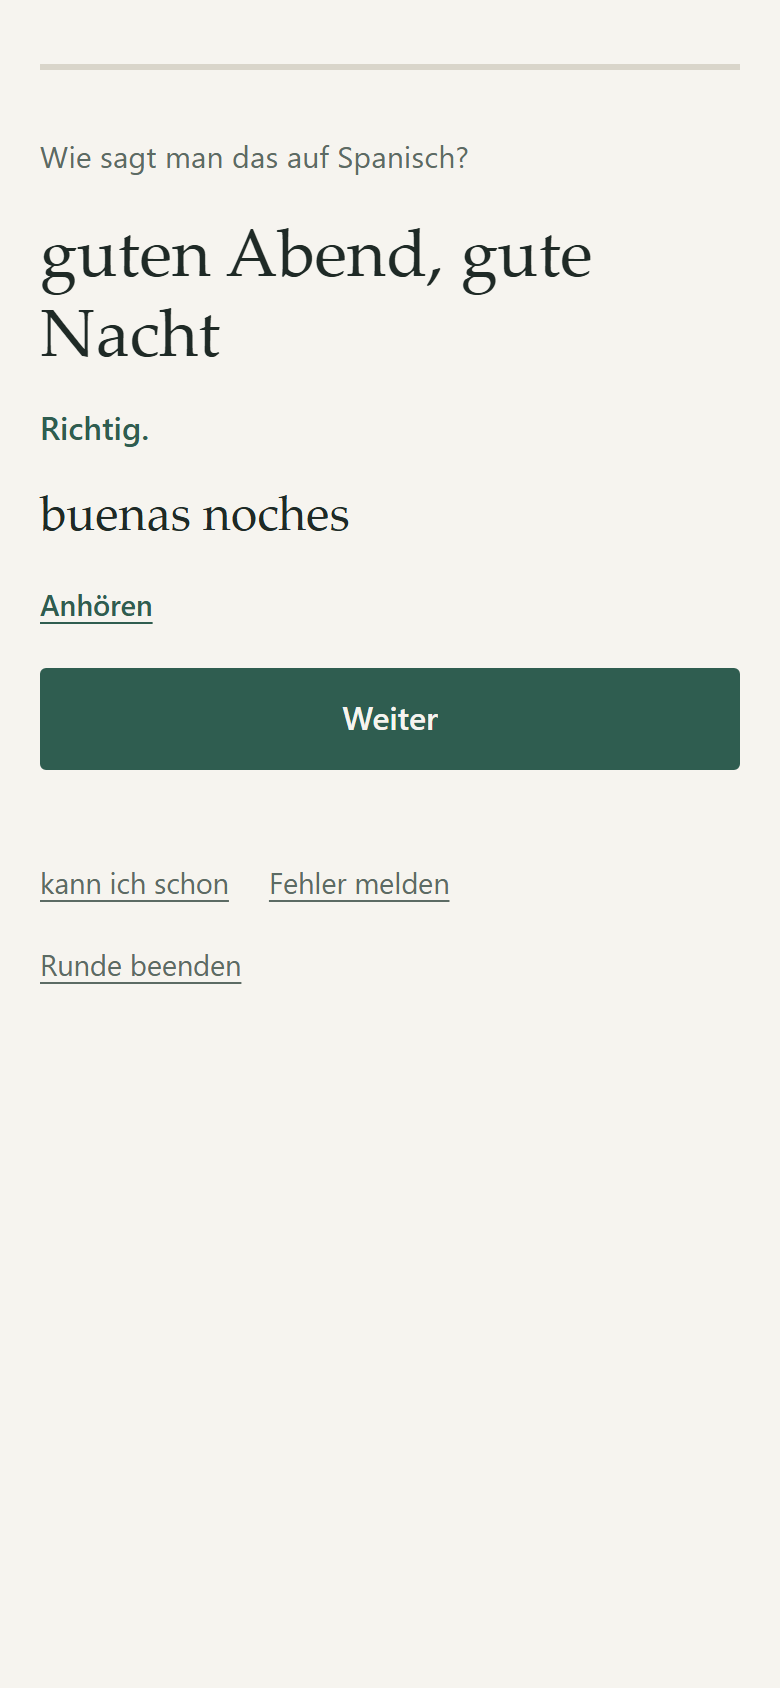 Wie sagt man das auf Spanisch?
guten Abend, gute
Nacht
Richtig.
buenas noches
Anhören
Weiter
kann ich schon Fehler melden
Runde beenden